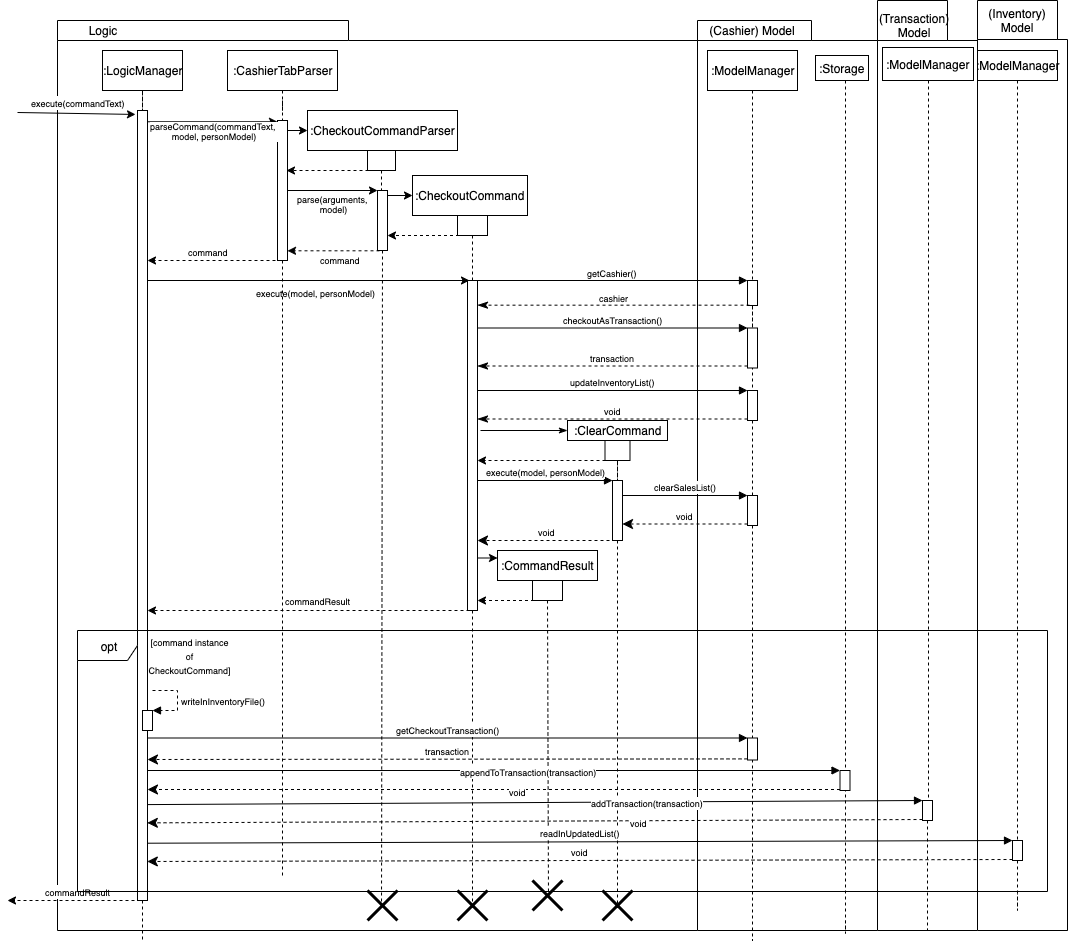 Logic
(Cashier) Model
(Transaction)
Model
(Inventory)
Model
:LogicManager
:CashierTabParser
:ModelManager
:Storage
:ModelManager
:ModelManager
execute(commandText)
parseCommand(commandText,
model, personModel)
:CheckoutCommandParser
parse(arguments,
model)
:CheckoutCommand
command
command
execute(model, personModel)
getCashier()
cashier
checkoutAsTransaction()
transaction
updateInventoryList()
void
:ClearCommand
execute(model, personModel)
clearSalesList()
void
void
:CommandResult
commandResult
opt
[command instance
of
CheckoutCommand]
writeInInventoryFile()
getCheckoutTransaction()
transaction
appendToTransaction(transaction)
void
addTransaction(transaction)
void
readInUpdatedList()
void
commandResult